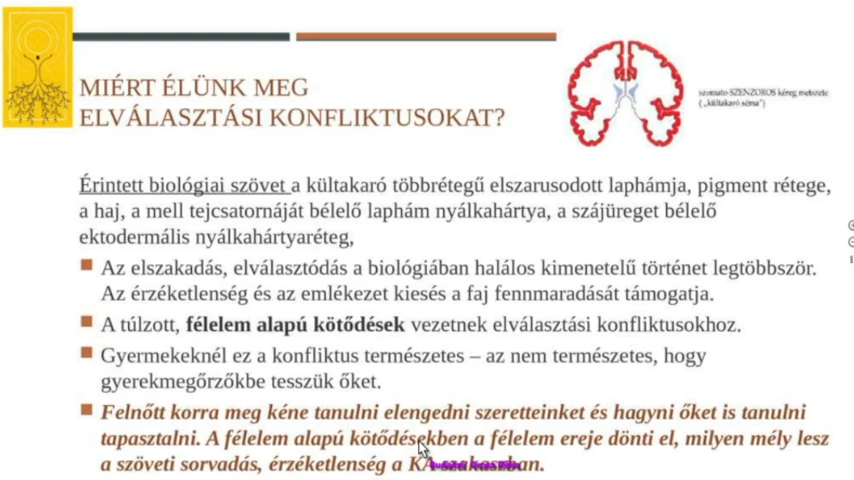 MIÉRT ÉLÜNK MEG
ELVÁLASZTÁSI KONFLIKTUSOKAT?
szomato-SZENZOROS kéreg metszete
(„kültakaró séma”)
Érintett biológiai szövet a kültakaró többrétegű elszarusodott laphámja, pigment rétege,
a haj, a mell tejcsatornáját bélelő laphám nyálkahártya, a szájüreget bélelő
ektodermális nyálkahártyaréteg,
Az elszakadás, elválasztódás a biológiában halálos kimenetelű történet legtöbbször.
Az érzéketlenség és az emlékezet kiesés a faj fennmaradását támogatja.
A túlzott, félelem alapú kötődések vezetnek elválasztási konfliktusokhoz.
Gyermekeknél ez a konfliktus természetes – az nem természetes, hogy
gyerekmegőrzőkbe tesszük őket.
Felnőtt korra meg kéne tanulni elengedni szeretteinket és hagyni őket is tanulni
tapasztalni. A félelem alapú kötődésekben a félelem ereje dönti el, milyen mély lesz
a szöveti sorvadás, érzéketlenség a KA szakaszban.